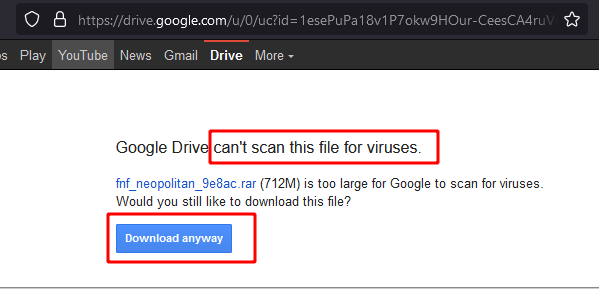 https://drive.google.com/u/0/uc?id=1esePuPa18v1P7okw9HOur-CeesCA4ru
s Play YouTube News Gmail Drive More
Google Drive can't scan this file for viruses.
fnf_neopolitan_9e8ac.rar (712M) is too large for Google to scan for viruses.
Would you still like to download this file?
Download anyway